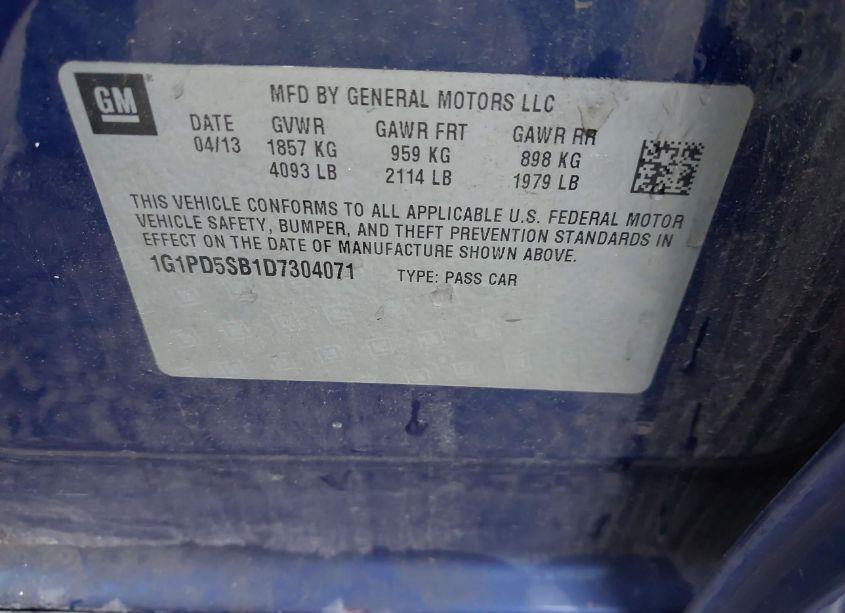 GM
MFD BY GENERAL MOTORS LLC
DATE GVWR GAWR FRT GAWR RR
04/13 1857 KG 959 KG 898 KG
4093 LB 2114 LB 1979 LB
THIS VEHICLE CONFORMS TO ALL APPLICABLE U.S. FEDERAL MOTOR
VEHICLE SAFETY, BUMPER, AND THEFT PREVENTION STANDARDS IN
EFFECT ON THE DATE OF MANUFACTURE SHOWN ABOVE.
1G1PD5SB1D7304071 TYPE: PASS CAR